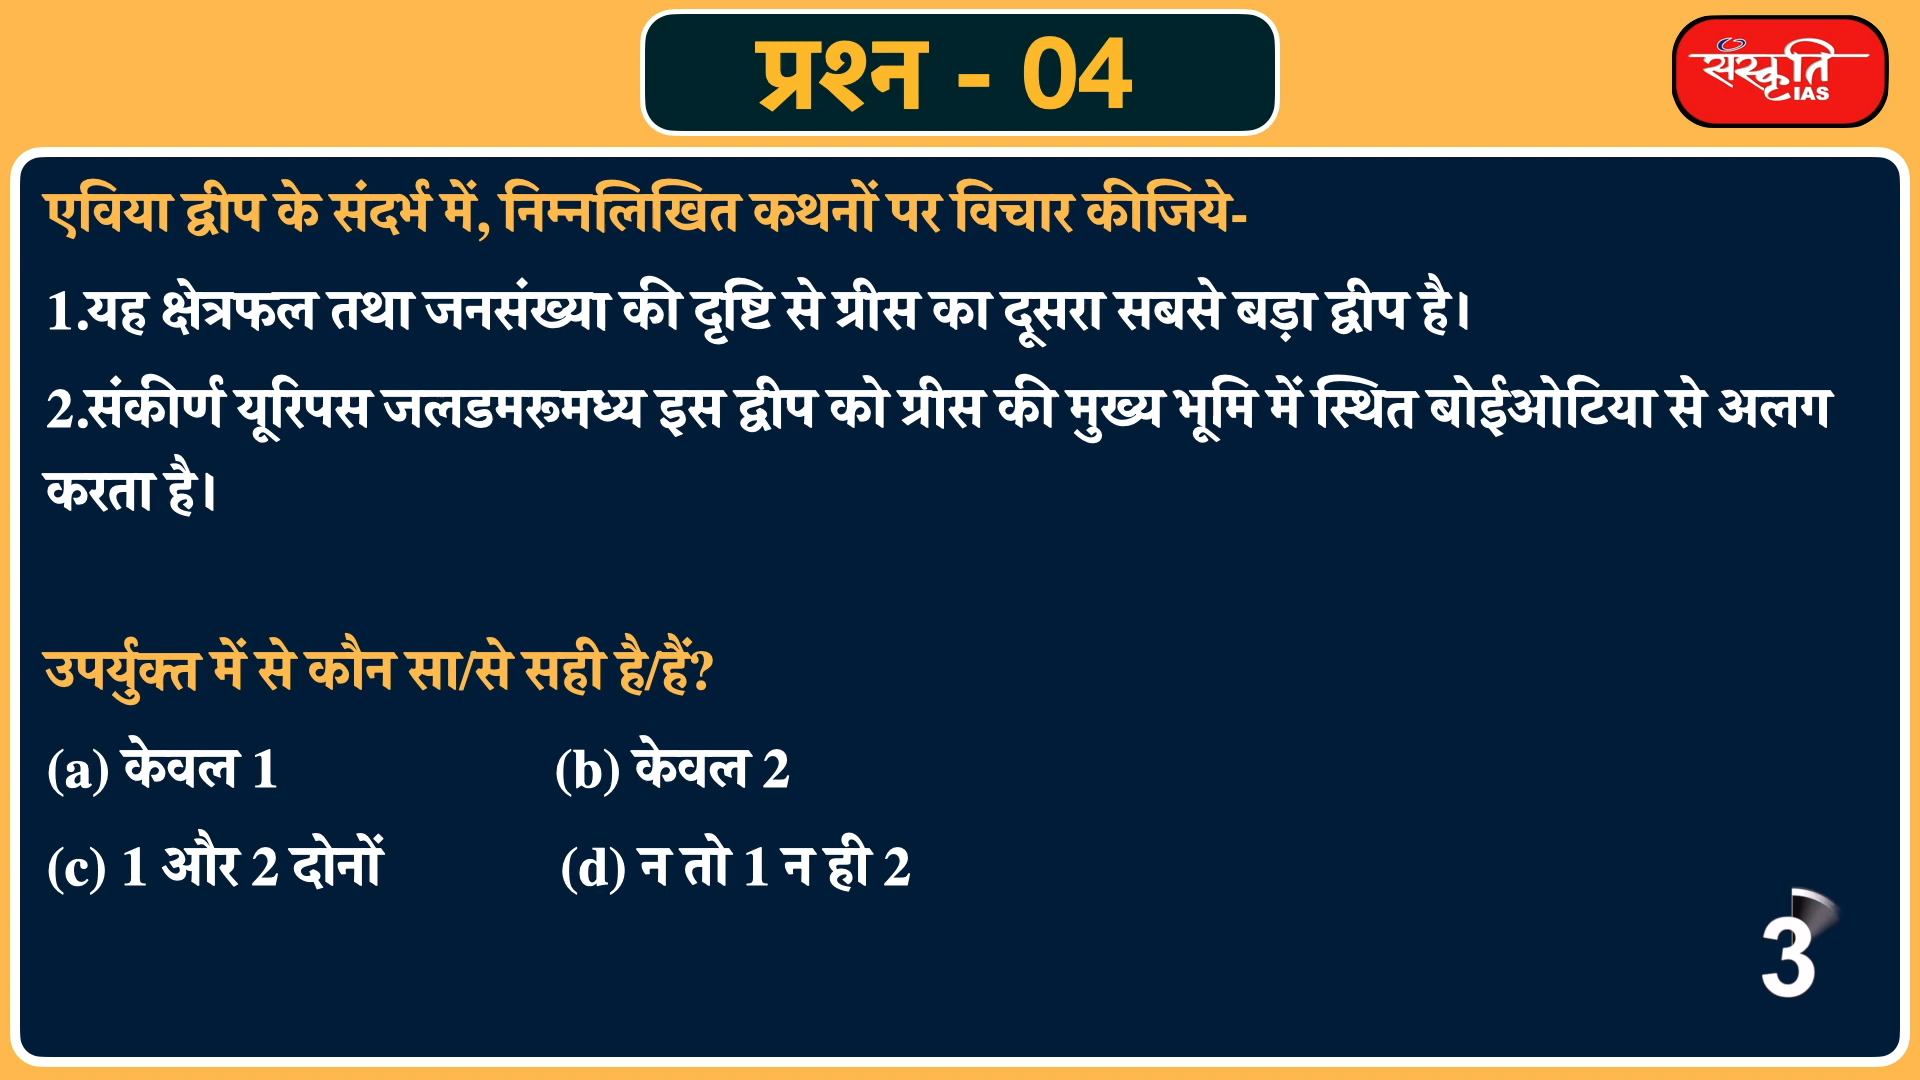 प्रश्न - 04
संस्कृति
IAS
एविया द्वीप के संदर्भ में, निम्नलिखित कथनों पर विचार कीजिये-
1.यह क्षेत्रफल तथा जनसंख्या की दृष्टि से ग्रीस का दूसरा सबसे बड़ा द्वीप है।
2.संकीर्ण यूरिपस जलडमरूमध्य इस द्वीप को ग्रीस की मुख्य भूमि में स्थित बोईओटिया से अलग
करता है।
उपर्युक्त में से कौन सा/से सही है/हैं?
(a) केवल 1 (b) केवल 2
(c) 1 और 2 दोनों (d) न तो 1 न ही 2
3